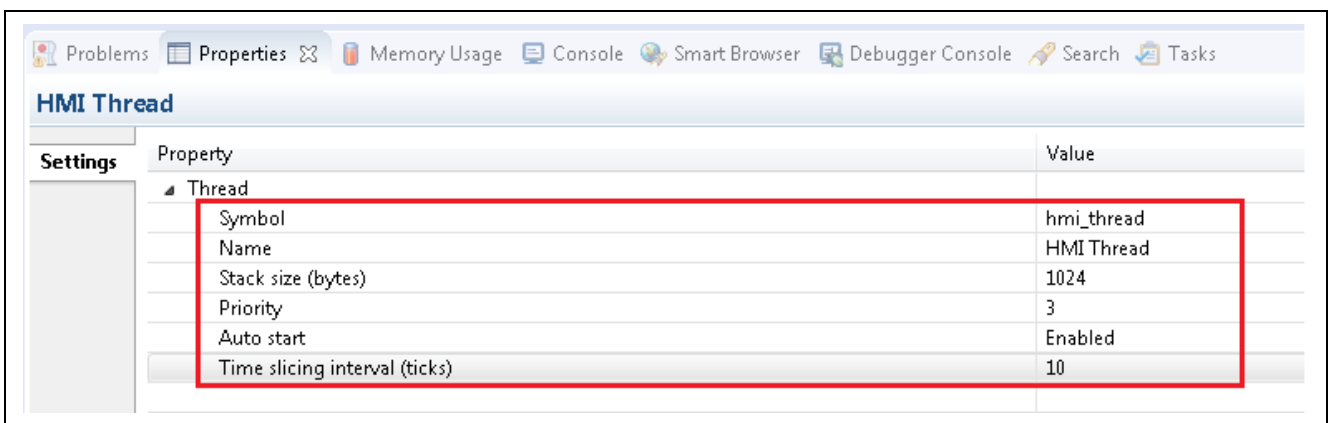 Problems Properties Memory Usage Console Smart Browser Debugger Console Search Tasks
HMI Thread
Settings Property Value
Thread
Symbol hmi_thread
Name HMI Thread
Stack size (bytes) 1024
Priority 3
Auto start Enabled
Time slicing interval (ticks) 10